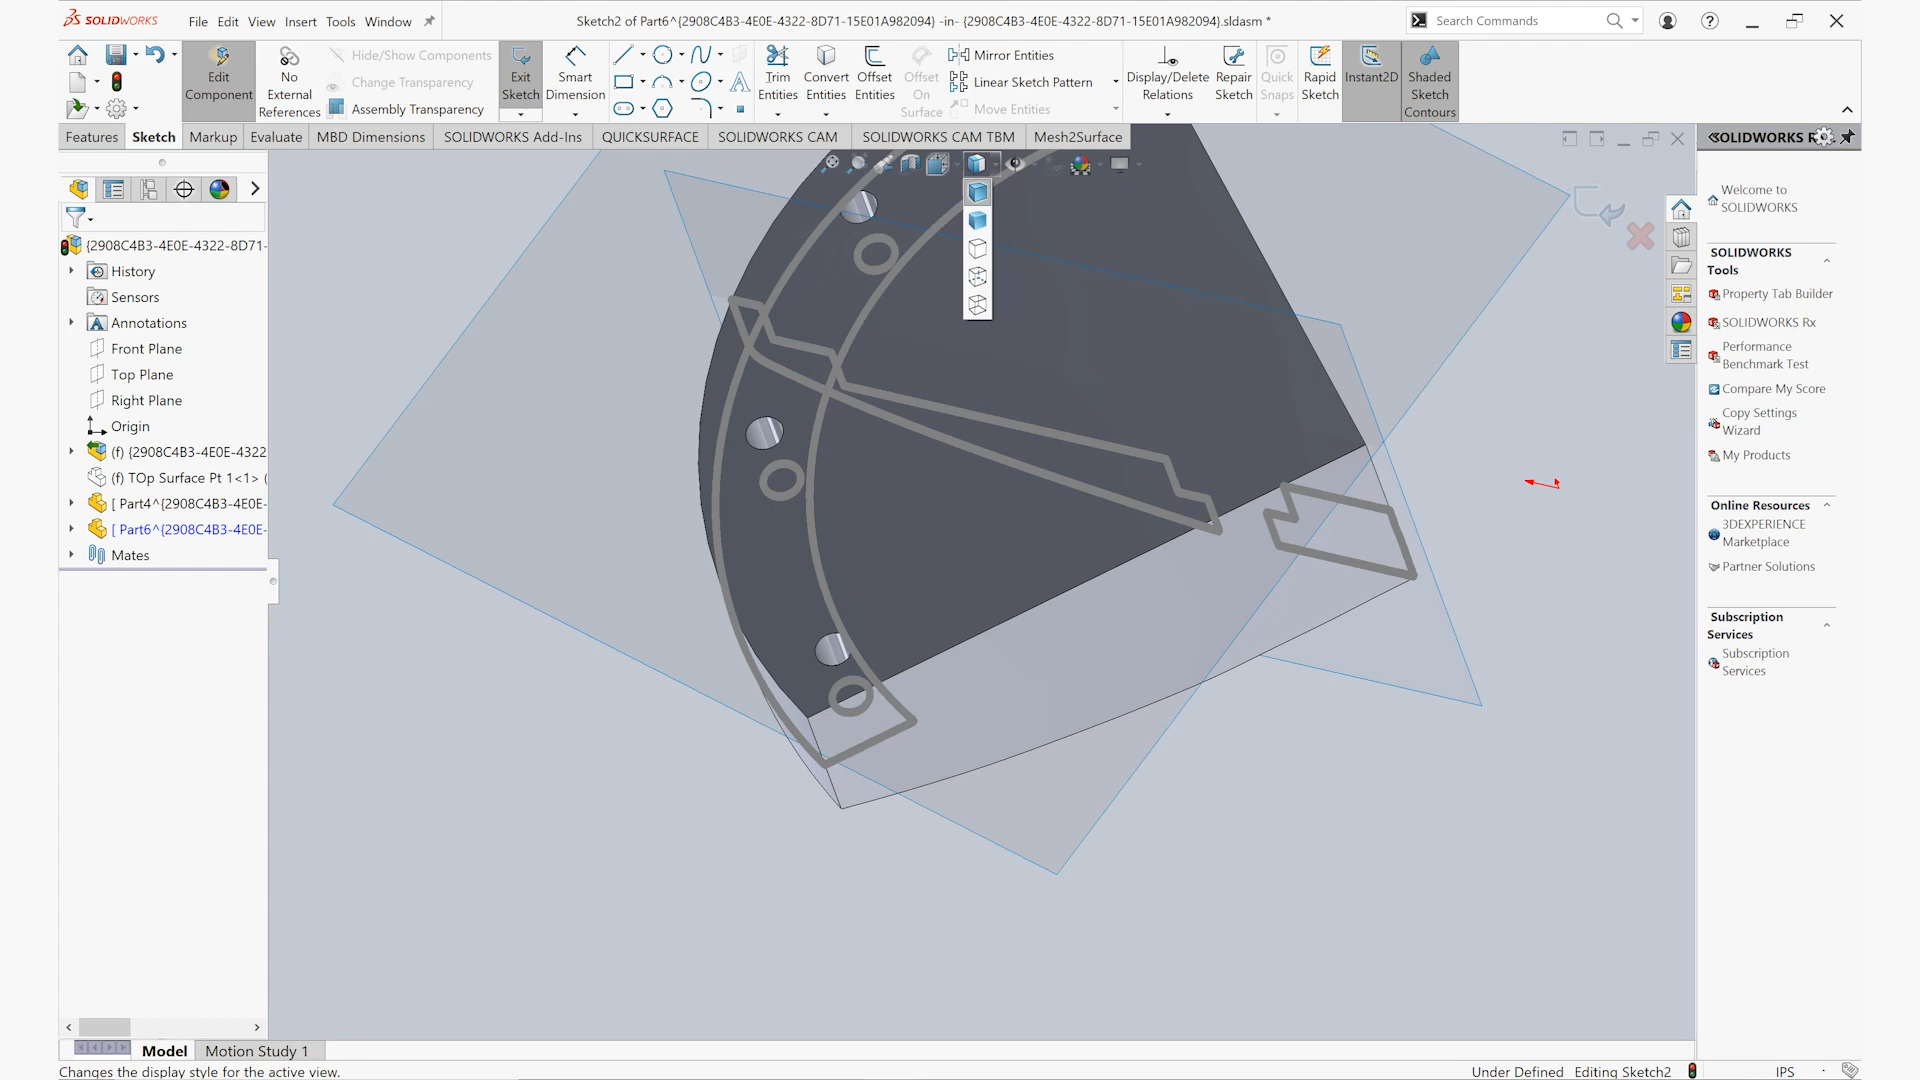 SOLIDWORKS
File Edit View Insert Tools Window
Sketch2 of Part6^{2908C4B3-4E0E-4322-8D71-15E01A982094} -in- {2908C4B3-4E0E-4322-8D71-15E01A982094}.sldasm *
Search Commands
Edit
Component
No
External
References
Hide/Show Components
Change Transparency
Assembly Transparency
Exit
Sketch
Smart
Dimension
Trim
Entities
Convert
Entities
Offset
Entities
Offset
On
Surface
Mirror Entities
Linear Sketch Pattern
Move Entities
Display/Delete
Relations
Repair
Sketch
Quick
Snaps
Rapid
Sketch
Instant2D
Shaded
Sketch
Contours
Features Sketch Markup Evaluate MBD Dimensions SOLIDWORKS Add-Ins QUICKSURFACE SOLIDWORKS CAM SOLIDWORKS CAM TBM Mesh2Surface
{2908C4B3-4E0E-4322-8D71-
History
Sensors
Annotations
Front Plane
Top Plane
Right Plane
Origin
(f) {2908C4B3-4E0E-4322
(f) TOp Surface Pt 1<1> (
[ Part4^{2908C4B3-4E0E-
[ Part6^{2908C4B3-4E0E-
Mates
SOLIDWORKS
Welcome to
SOLIDWORKS
SOLIDWORKS
Tools
Property Tab Builder
SOLIDWORKS Rx
Performance
Benchmark Test
Compare My Score
Copy Settings
Wizard
My Products
Online Resources
3DEXPERIENCE
Marketplace
Partner Solutions
Subscription
Services
Subscription
Services
Model Motion Study 1
Changes the display style for the active view.
Under Defined Editing Sketch2 IPS